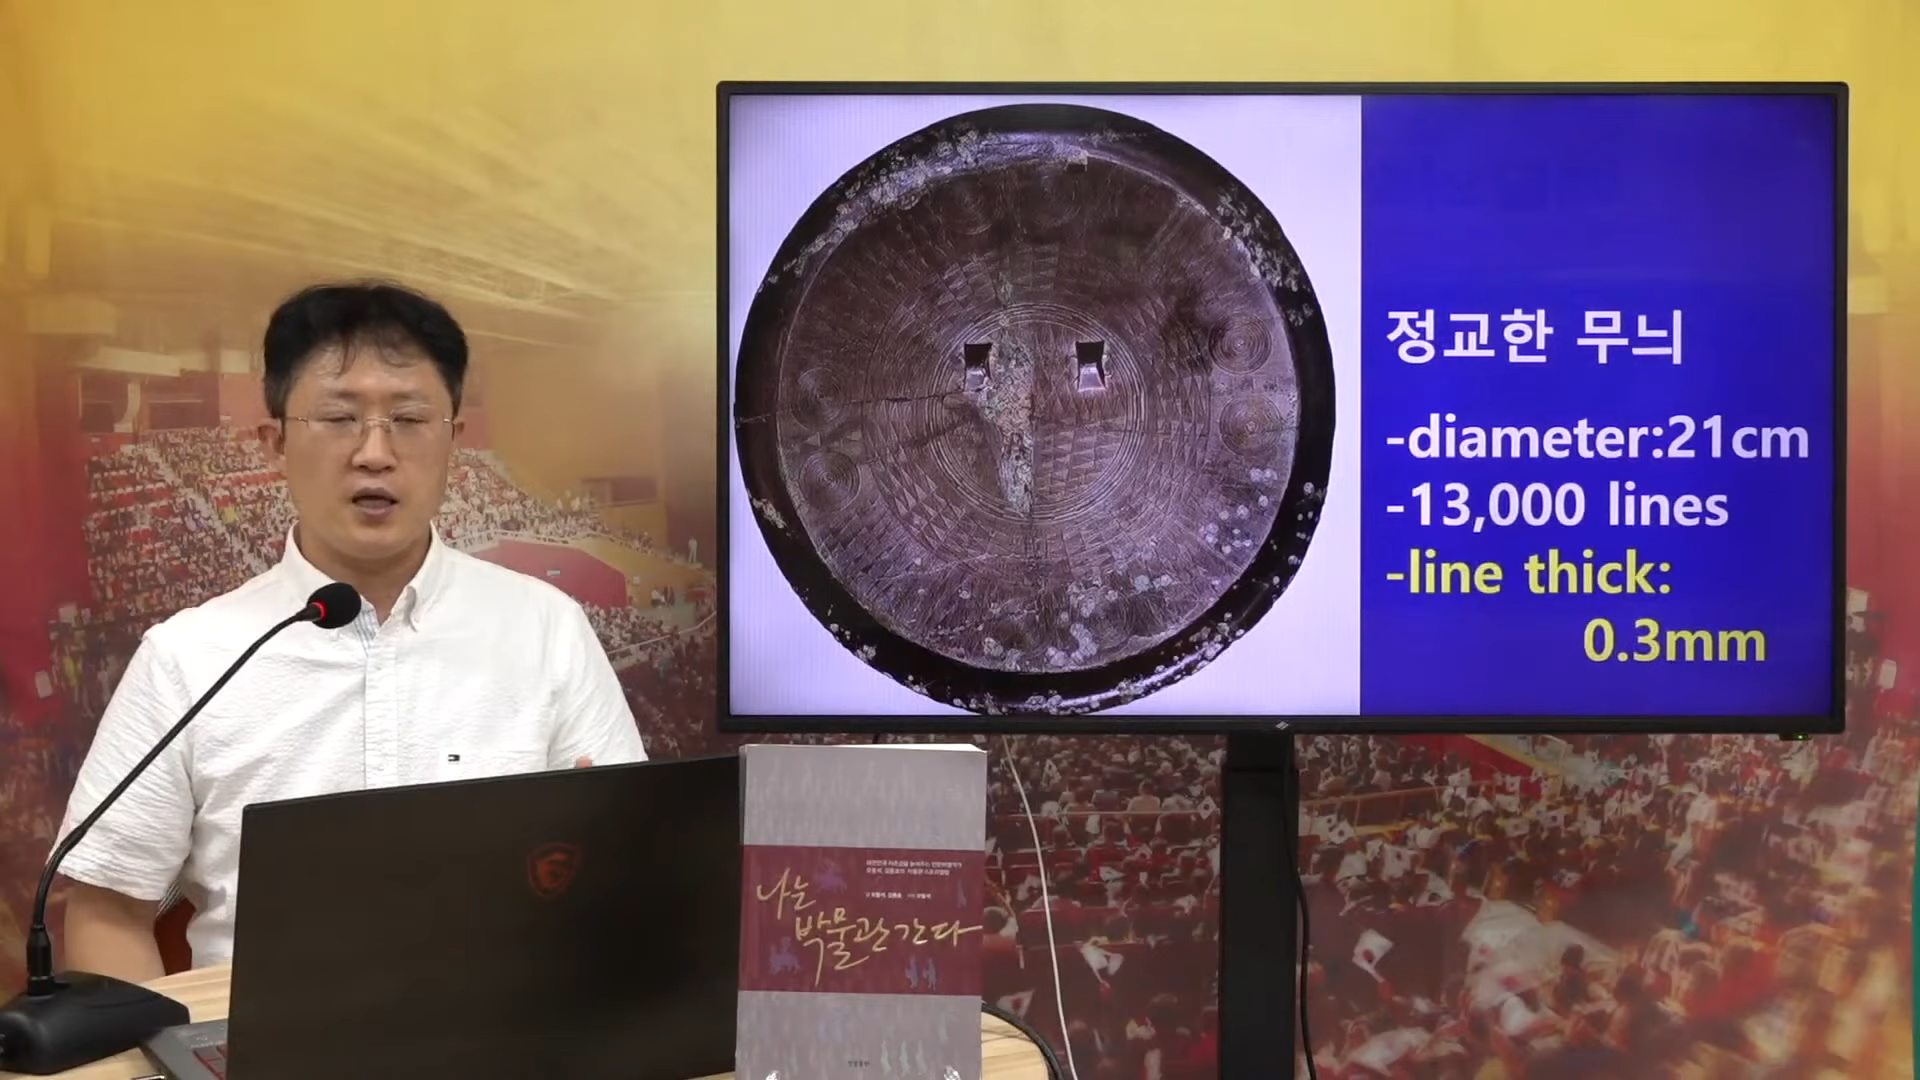 정교한 무늬
-diameter:21cm
-13,000 lines
-line thick:
0.3mm
나는
박물관 간다